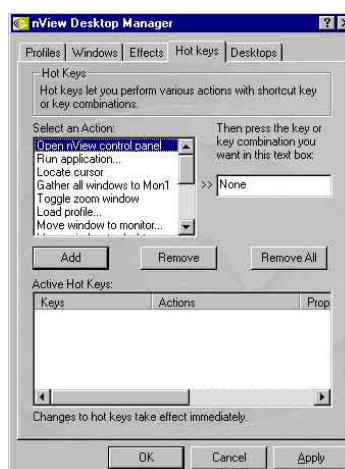 nView Desktop Manager
Profiles Windows Effects Hot keys Desktops
Hot Keys
Hot keys let you perform various actions with shortcut key
or key combinations.
Select an Action:
Then press the key or
key combination you
want in this text box:
Open nView control panel
Run application...
Locate cursor
Gather all windows to Mon1
Toggle zoom window
Load profile...
Move window to monitor...
>> None
Add Remove Remove All
Active Hot Keys:
Keys Actions Prop
Changes to hot keys take effect immediately.
OK Cancel Apply